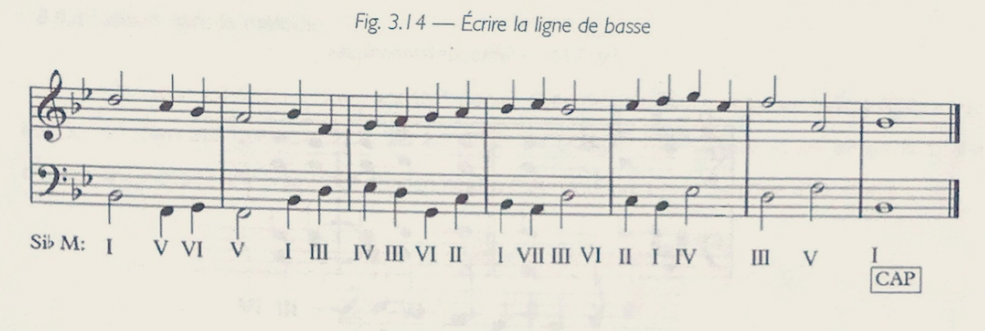 Fig. 3.14 — Écrire la ligne de basse
Si♭ M: I V VI V I III IV III VI II I VII III VI II I IV III V I
CAP